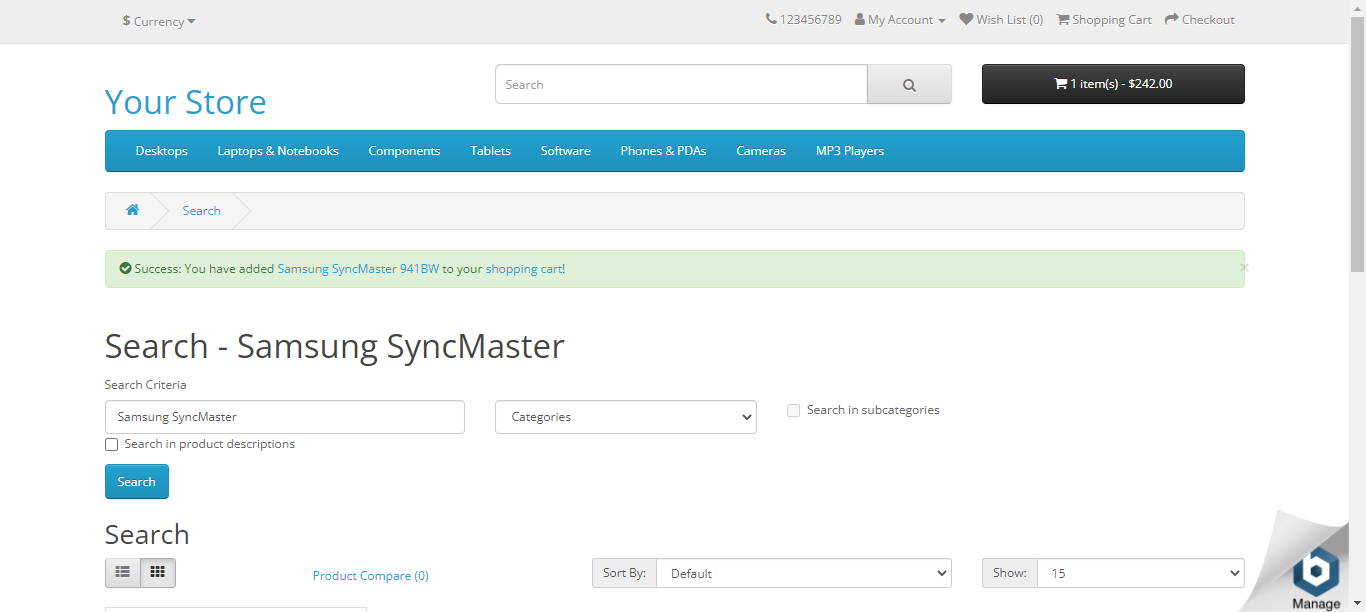 $ Currency
123456789 My Account Wish List (0) Shopping Cart Checkout
Your Store
Search
1 item(s) - $242.00
Desktops Laptops & Notebooks Components Tablets Software Phones & PDAs Cameras MP3 Players
Search
Success: You have added Samsung SyncMaster 941BW to your shopping cart!
×
Search - Samsung SyncMaster
Search Criteria
Samsung SyncMaster
Categories
Search in subcategories
Search in product descriptions
Search
Search
Product Compare (0)
Sort By: Default
Show: 15
Manage